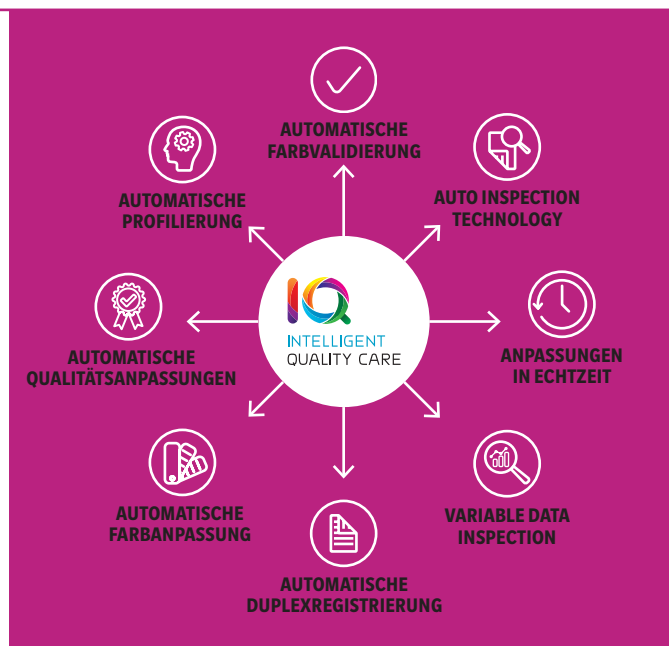 AUTOMATISCHE
FARBVALIDIERUNG
AUTOMATISCHE
PROFILIERUNG
AUTO INSPECTION
TECHNOLOGY
IQ
INTELLIGENT
QUALITY CARE
AUTOMATISCHE
QUALITÄTSANPASSUNGEN
ANPASSUNGEN
IN ECHTZEIT
AUTOMATISCHE
FARBANPASSUNG
VARIABLE DATA
INSPECTION
AUTOMATISCHE
DUPLEXREGISTRIERUNG